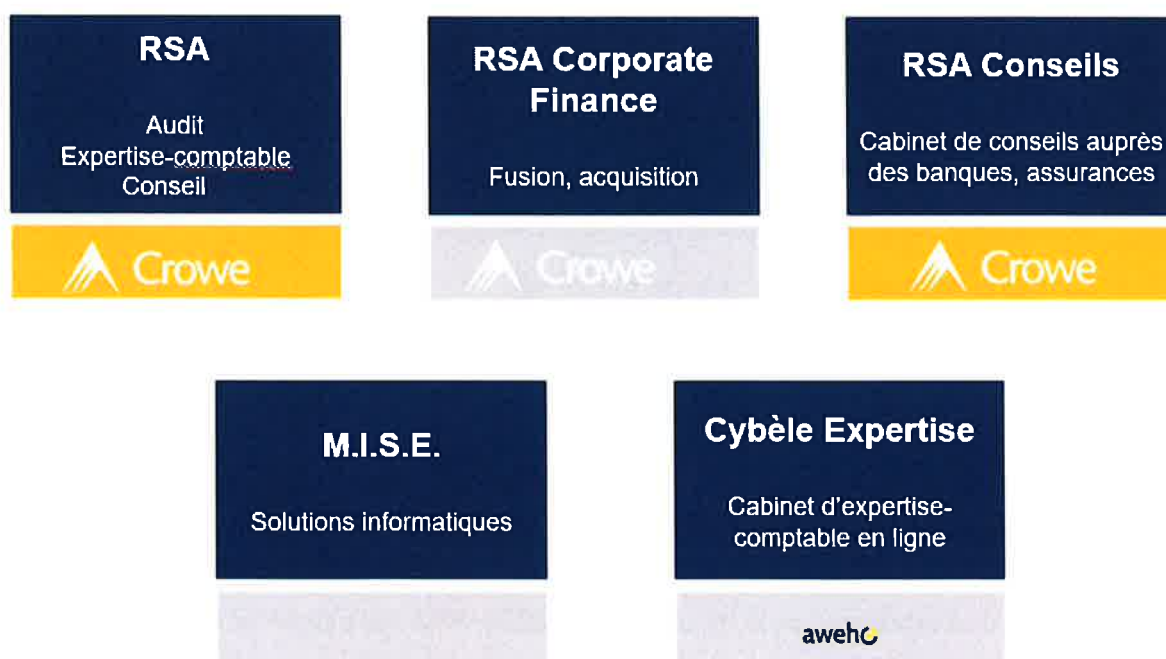 RSA
Audit
Expertise-comptable
Conseil
Crowe
RSA Corporate
Finance
Fusion, acquisition
Crowe
RSA Conseils
Cabinet de conseils auprès
des banques, assurances
Crowe
M.I.S.E.
Solutions informatiques
Cybèle Expertise
Cabinet d'expertise-
comptable en ligne
aweho